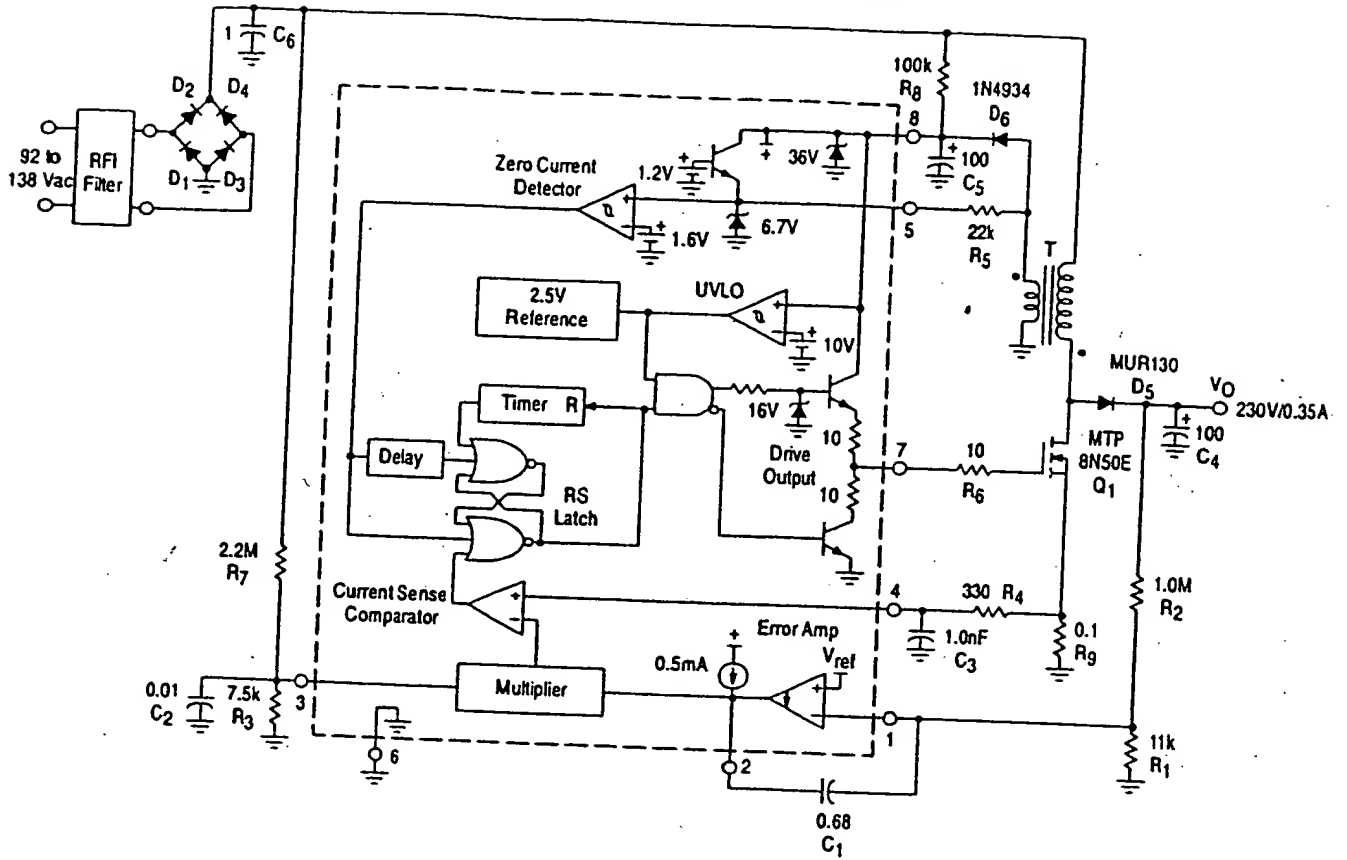 1
C6
D2
D4
92 to
138 Vac
RFI
Filter
D1
D3
100k
R8
1N4934
D6
8
100
C5
36V
1.2V
Zero Current
Detector
1.6V
6.7V
5
22k
R5
T
2.5V
Reference
UVLO
10V
MUR130
D5
VO
230V/0.35A
100
C4
Timer
R
16V
10
Drive
Output
10
7
10
R6
MTP
8N50E
Q1
Delay
RS
Latch
2.2M
R7
Current Sense
Comparator
4
330 R4
1.0nF
C3
0.1
R9
1.0M
R2
Error Amp
Vref
0.5mA
Multiplier
0.01
C2
7.5k
R3
3
6
2
1
11k
R1
0.68
C1